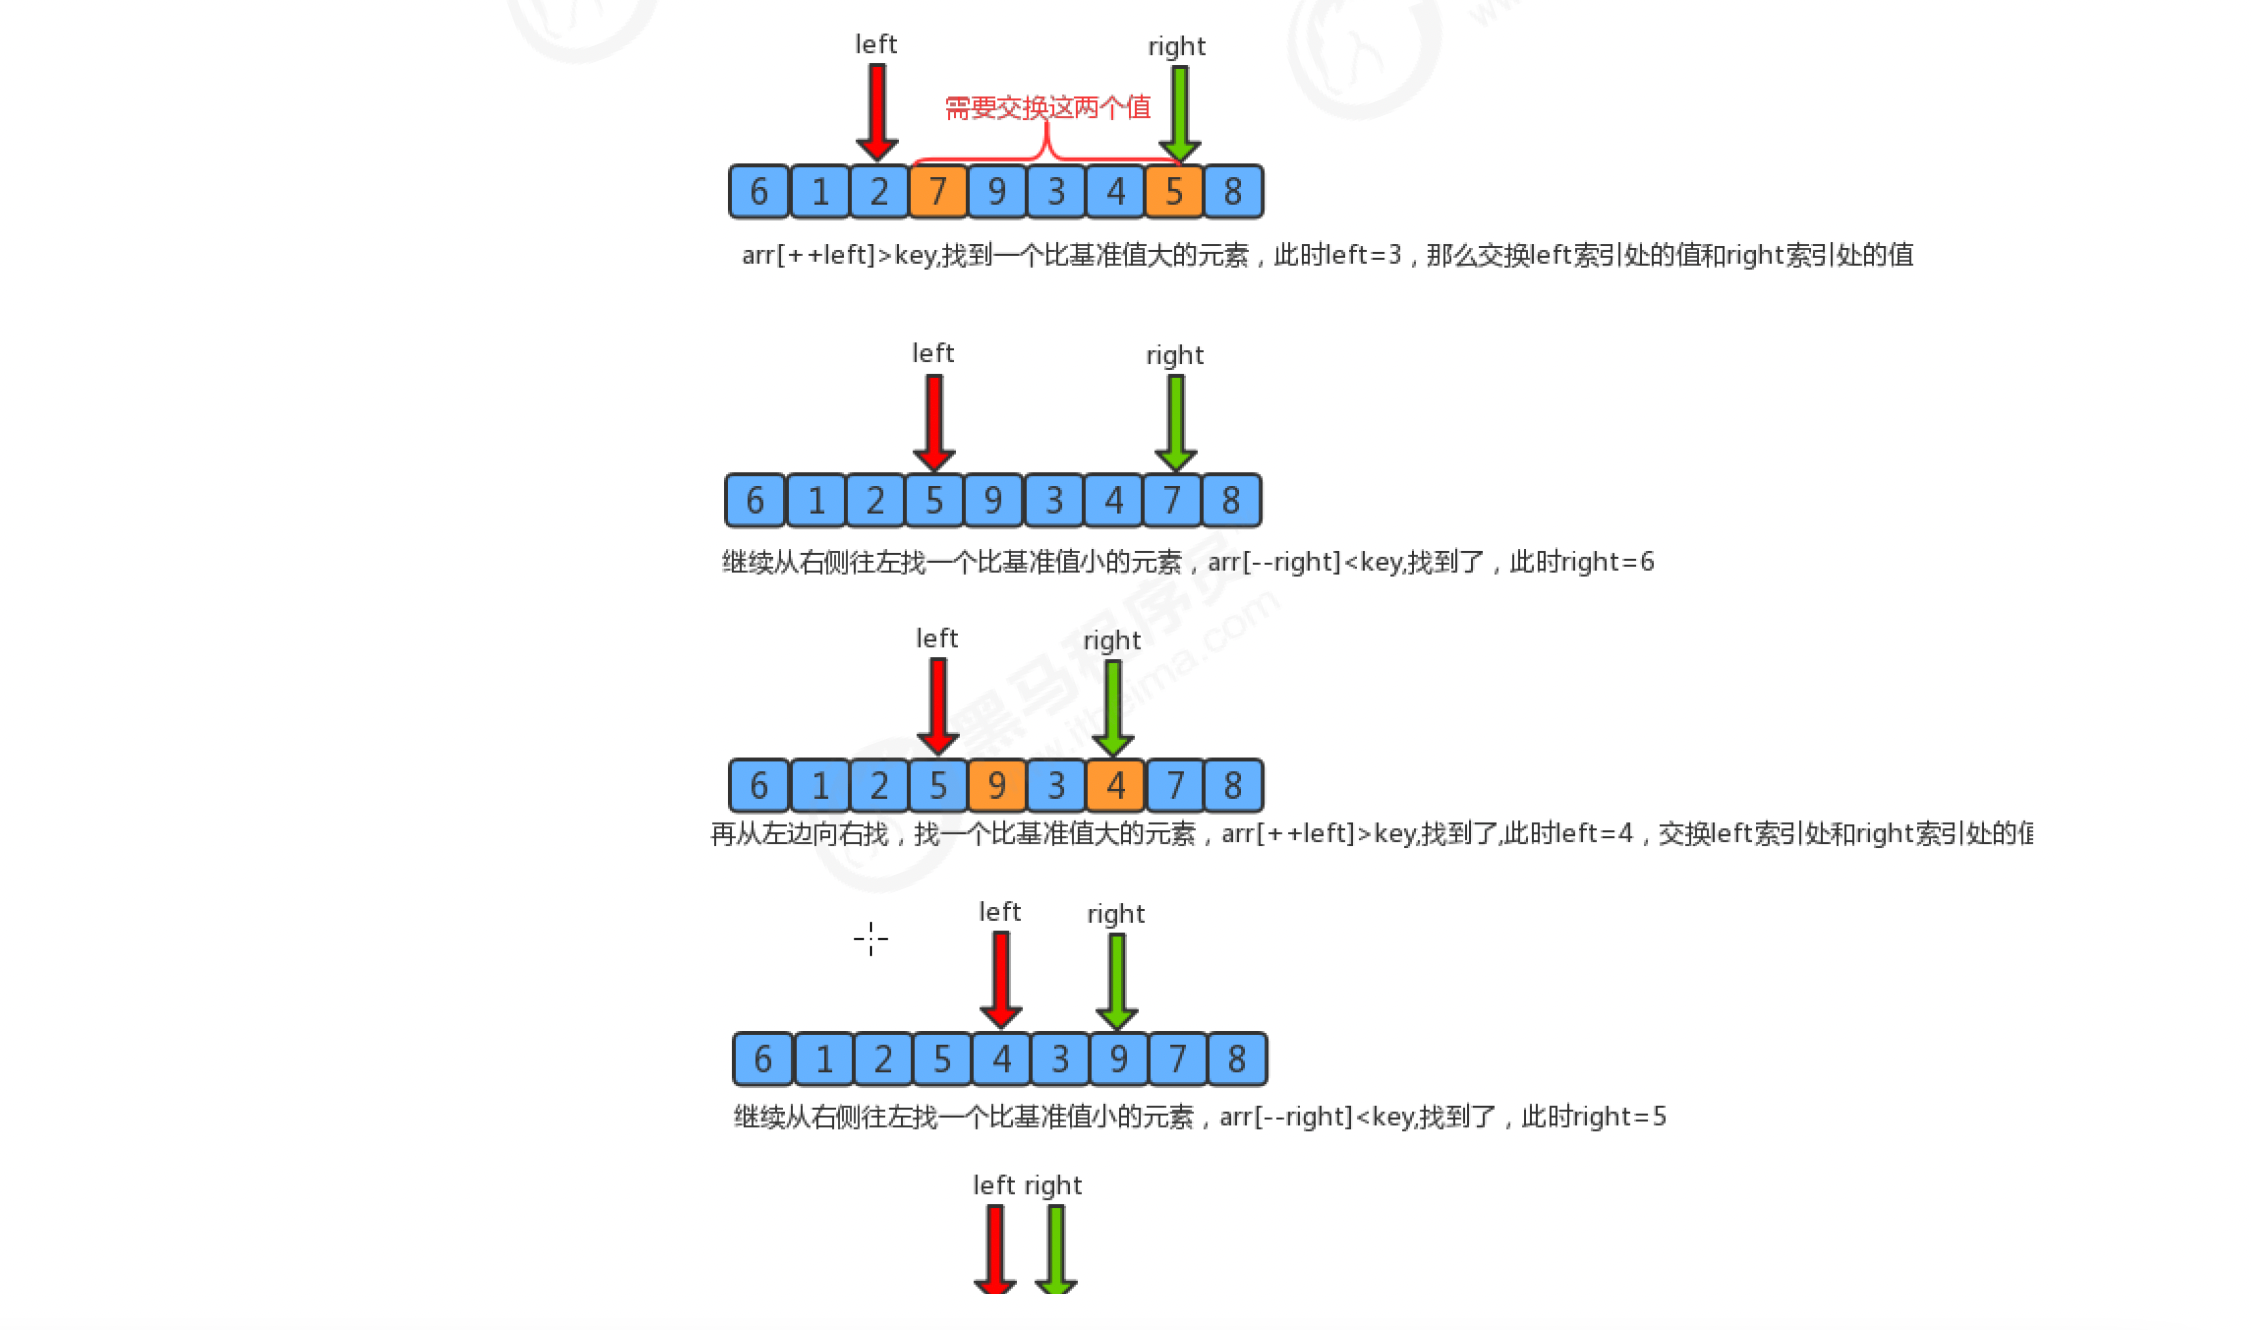 left right
需要交换这两个值
6 1 2 7 9 3 4 5 8
arr[++left]>key,找到一个比基准值大的元素，此时left=3，那么交换left索引处的值和right索引处的值
left right
6 1 2 5 9 3 4 7 8
继续从右侧往左找一个比基准值小的元素，arr[--right]<key,找到了，此时right=6
left right
6 1 2 5 9 3 4 7 8
再从左边向右找，找一个比基准值大的元素，arr[++left]>key,找到了,此时left=4，交换left索引处和right索引处的值
left right
6 1 2 5 4 3 9 7 8
继续从右侧往左找一个比基准值小的元素，arr[--right]<key,找到了，此时right=5
left right
黑马程序员
www.itheima.com